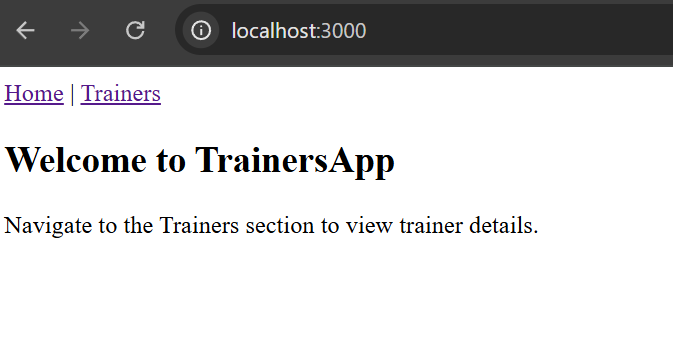 localhost:3000
Home | Trainers
Welcome to TrainersApp
Navigate to the Trainers section to view trainer details.